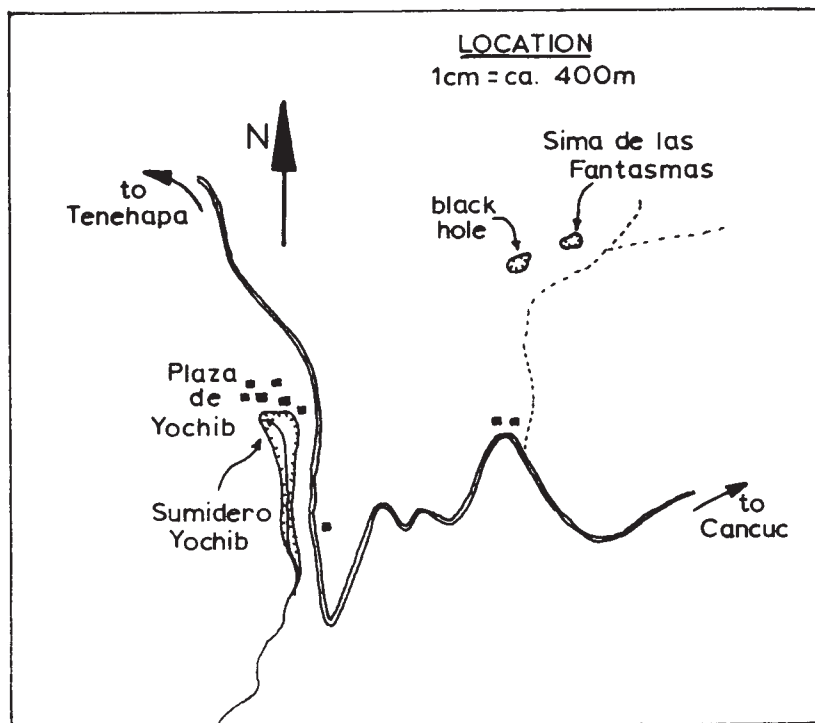 LOCATION
1cm = ca. 400m
N
Sima de las
Fantasmas
to
Tenehapa
black
hole
Plaza
de
Yochib
Sumidero
Yochib
to
Cancuc